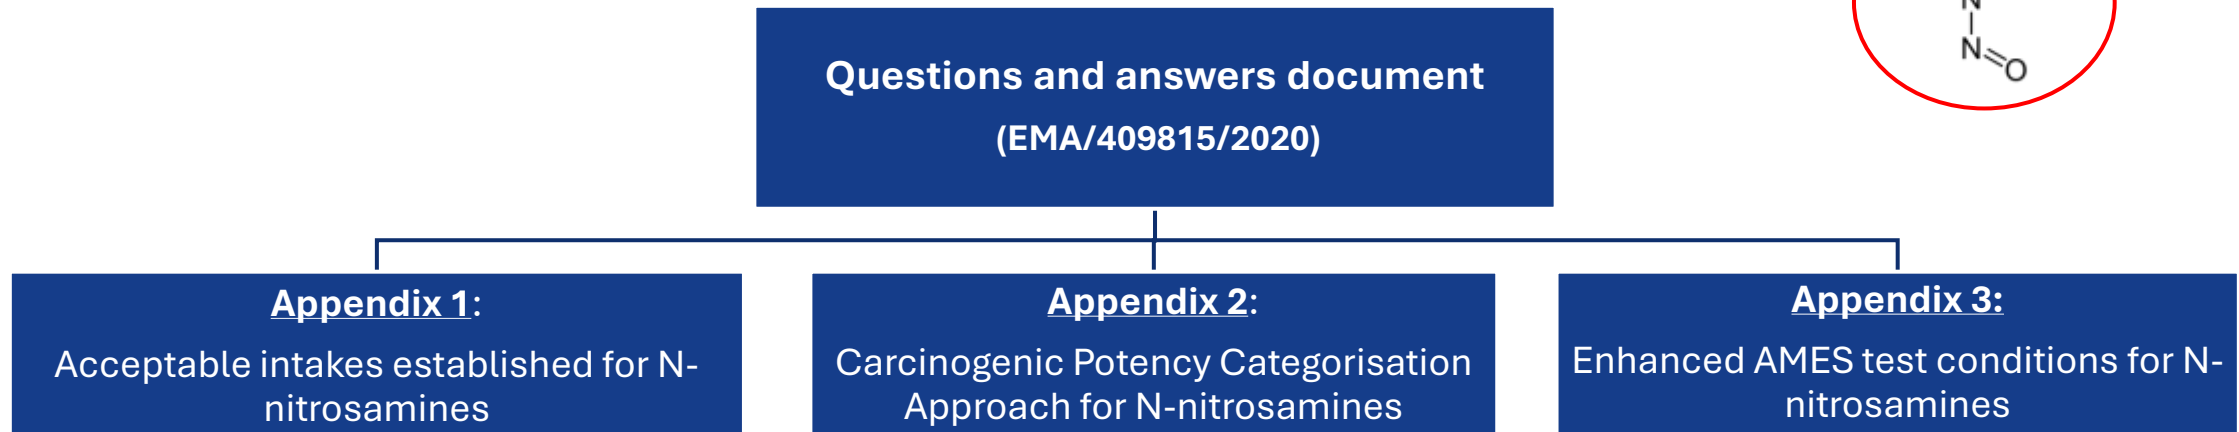 N
N
O
Questions and answers document
(EMA/409815/2020)
Appendix 1:
Acceptable intakes established for N-
nitrosamines
Appendix 2:
Carcinogenic Potency Categorisation
Approach for N-nitrosamines
Appendix 3:
Enhanced AMES test conditions for N-
nitrosamines